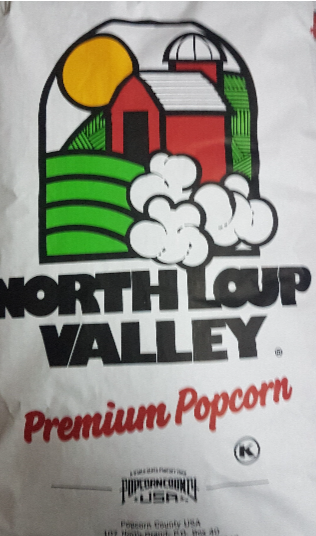 NORTH LOUP
VALLEY ®
Premium Popcorn
K
POPCORN COUNTY
USA
Popcorn County USA